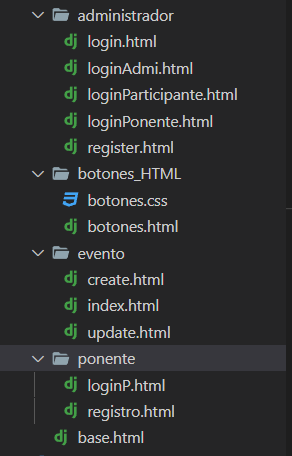 administrador
login.html
loginAdmi.html
loginParticipante.html
loginPonente.html
register.html
botones_HTML
botones.css
botones.html
evento
create.html
index.html
update.html
ponente
loginP.html
registro.html
base.html